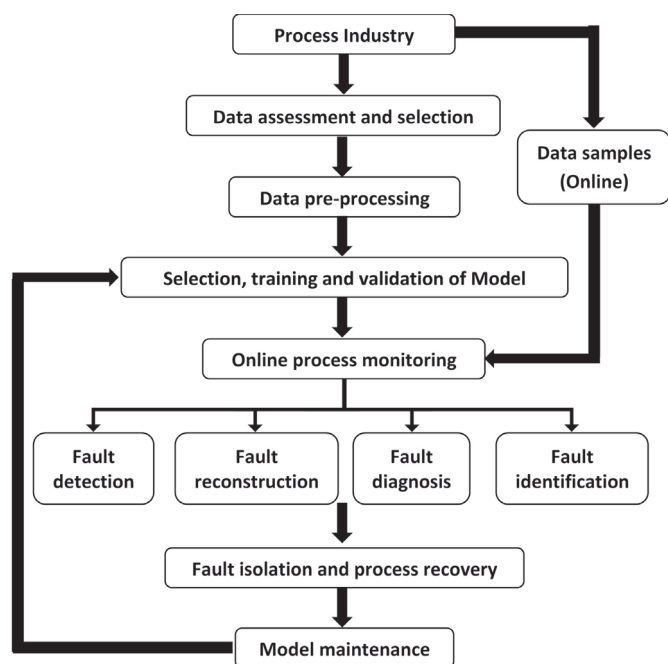 Process Industry
Data assessment and selection
Data samples
(Online)
Data pre-processing
Selection, training and validation of Model
Online process monitoring
Fault
detection
Fault
reconstruction
Fault
diagnosis
Fault
identification
Fault isolation and process recovery
Model maintenance